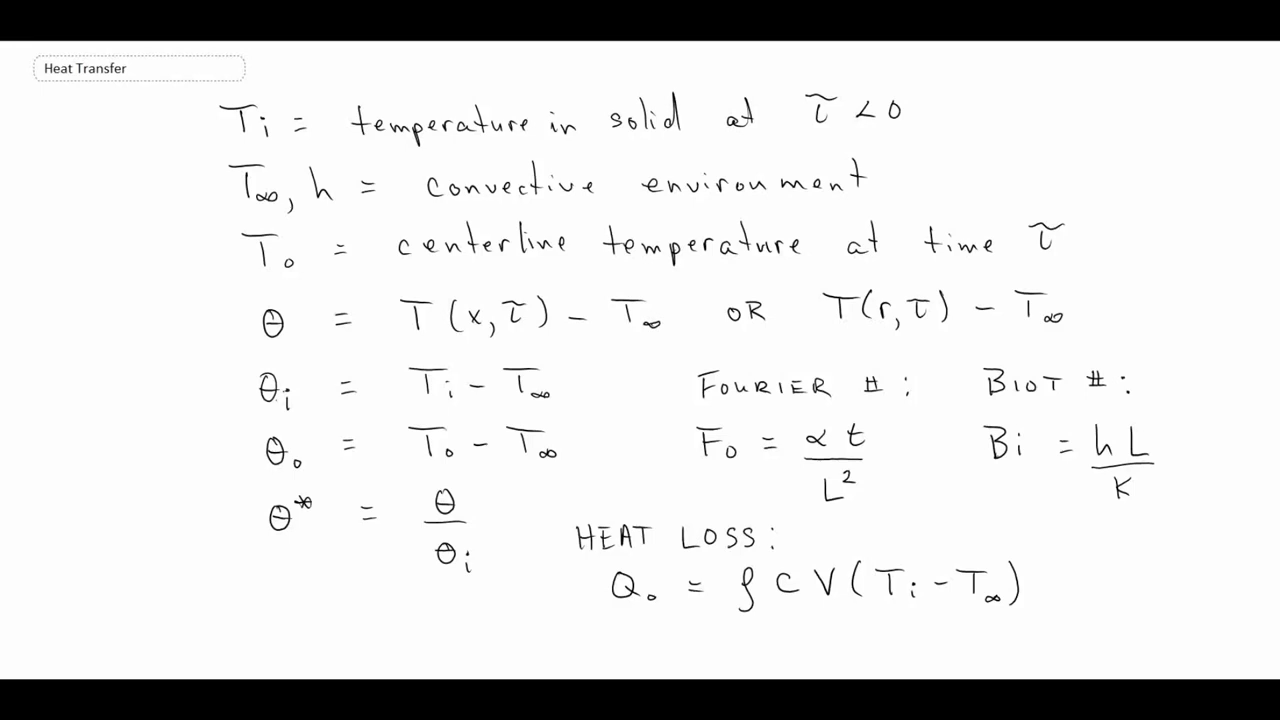 Heat Transfer
Ti = temperature in solid at τ < 0
T∞, h = convective environment
To = centerline temperature at time τ
θ = T(x,τ) - T∞ OR T(r,τ) - T∞
θi = Ti - T∞ FOURIER #: BIOT #:
θo = To - T∞ Fo = αt/L² Bi = hL/K
θ* = θ/θi
HEAT LOSS:
Qo = ρCV(Ti - T∞)